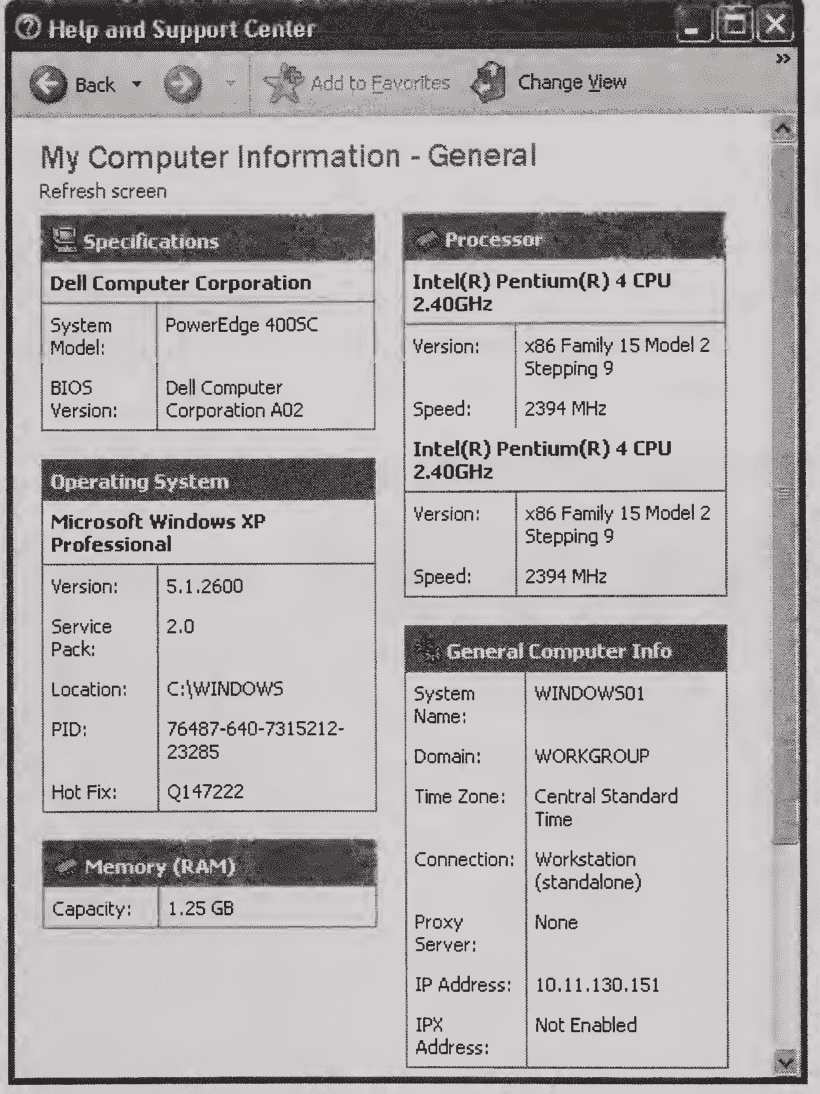 Help and Support Center
Back
Add to Favorites
Change View
»
My Computer Information - General
Refresh screen
Specifications
Dell Computer Corporation
System Model:
PowerEdge 400SC
BIOS Version:
Dell Computer Corporation A02
Operating System
Microsoft Windows XP
Professional
Version: 5.1.2600
Service Pack:
2.0
Location: C:\WINDOWS
PID: 76487-640-7315212-
23285
Hot Fix: Q147222
Memory (RAM)
Capacity: 1.25 GB
Processor
Intel(R) Pentium(R) 4 CPU
2.40GHz
Version: x86 Family 15 Model 2
Stepping 9
Speed: 2394 MHz
Intel(R) Pentium(R) 4 CPU
2.40GHz
Version: x86 Family 15 Model 2
Stepping 9
Speed: 2394 MHz
General Computer Info
System Name:
WINDOWS01
Domain: WORKGROUP
Time Zone: Central Standard
Time
Connection: Workstation
(standalone)
Proxy Server:
None
IP Address: 10.11.130.151
IPX Address:
Not Enabled